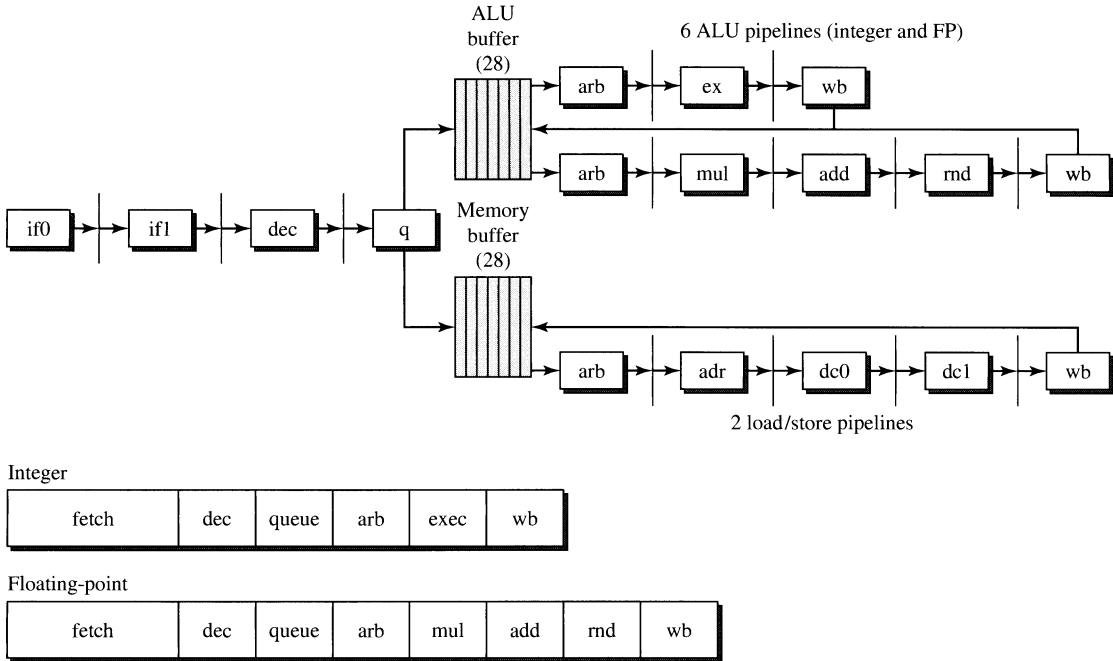 ALU
buffer
(28)
6 ALU pipelines (integer and FP)
arb ex wb
arb mul add rnd wb
if0 if1 dec q
Memory
buffer
(28)
arb adr dc0 dc1 wb
2 load/store pipelines
Integer
fetch dec queue arb exec wb
Floating-point
fetch dec queue arb mul add rnd wb